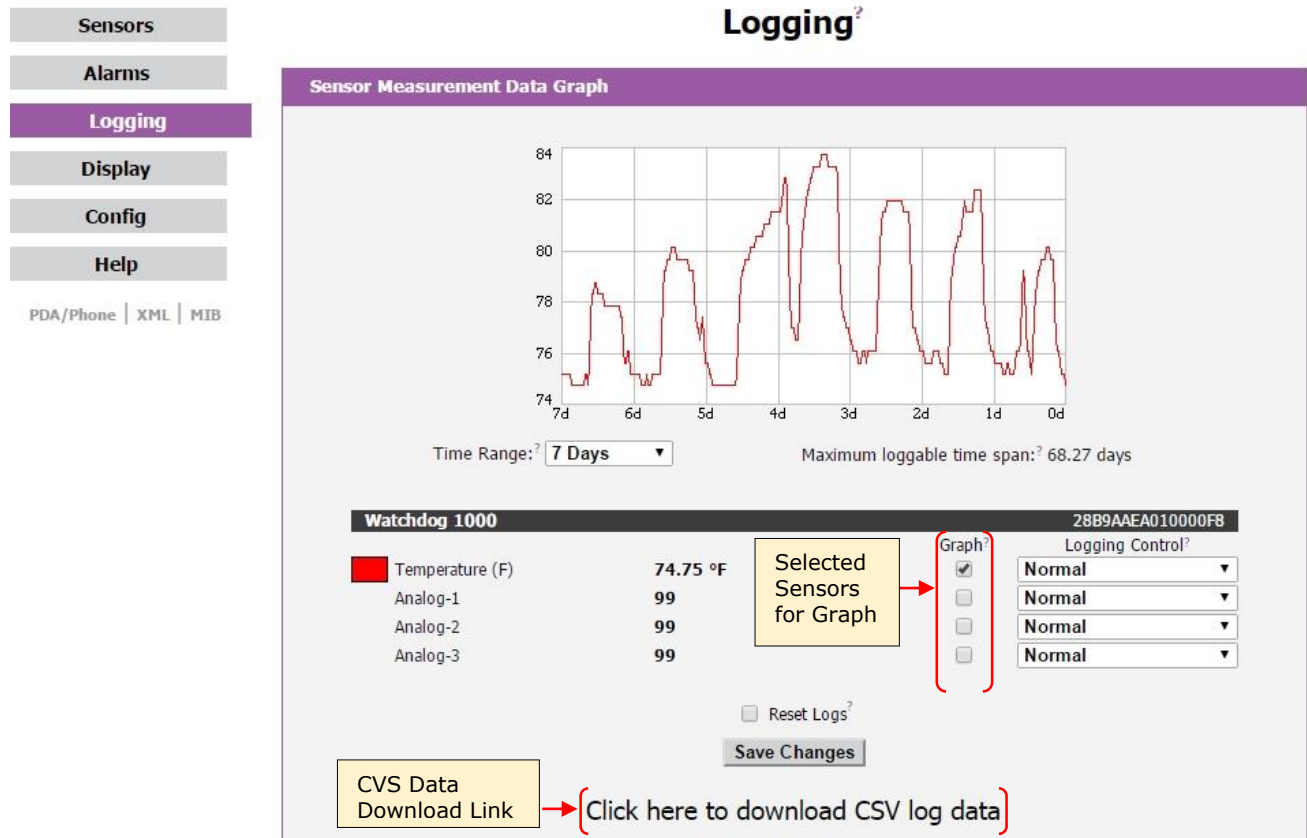 Sensors
Alarms
Logging
Display
Config
Help
PDA/Phone | XML | MIB
Logging?
Sensor Measurement Data Graph
84
82
80
78
76
74
7d 6d 5d 4d 3d 2d 1d 0d
Time Range:? 7 Days ▼ Maximum loggable time span:? 68.27 days
Watchdog 1000 28B9AAEA010000F8
Graph? Logging Control?
Temperature (F) 74.75 °F Normal ▼
Analog-1 99 Normal ▼
Analog-2 99 Normal ▼
Analog-3 99 Normal ▼
Selected
Sensors
for Graph
Reset Logs?
Save Changes
CVS Data
Download Link
Click here to download CSV log data